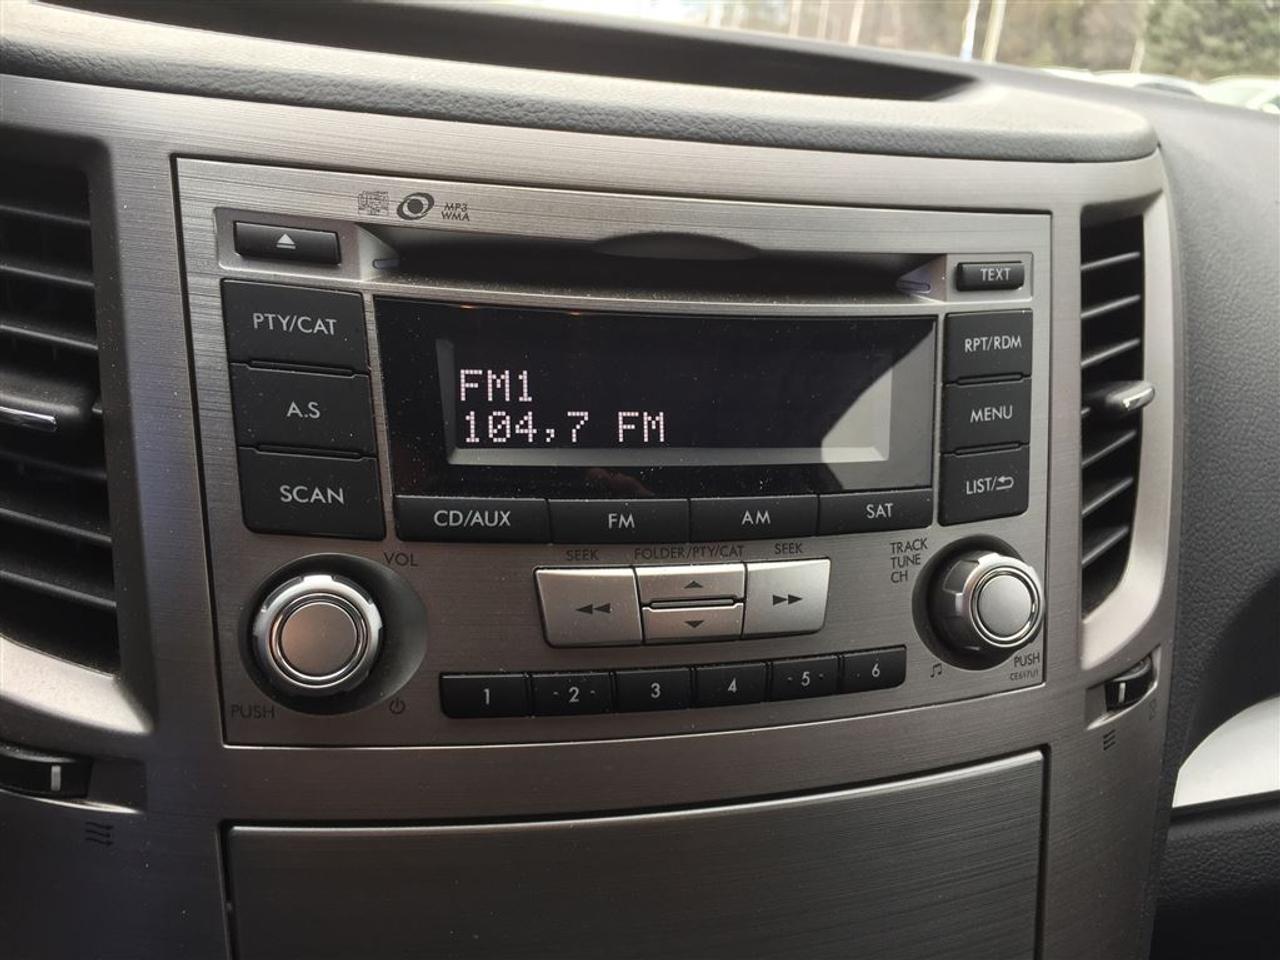 MP3
WMA
TEXT
PTY/CAT
RPT/RDM
FM1
A.S
MENU
104,7 FM
SCAN
LIST/
CD/AUX
FM
AM
SAT
VOL
SEEK
FOLDER/PTY/CAT
SEEK
TRACK
TUNE
CH
1
- 2 -
3
4
- 5 -
6
PUSH
PUSH